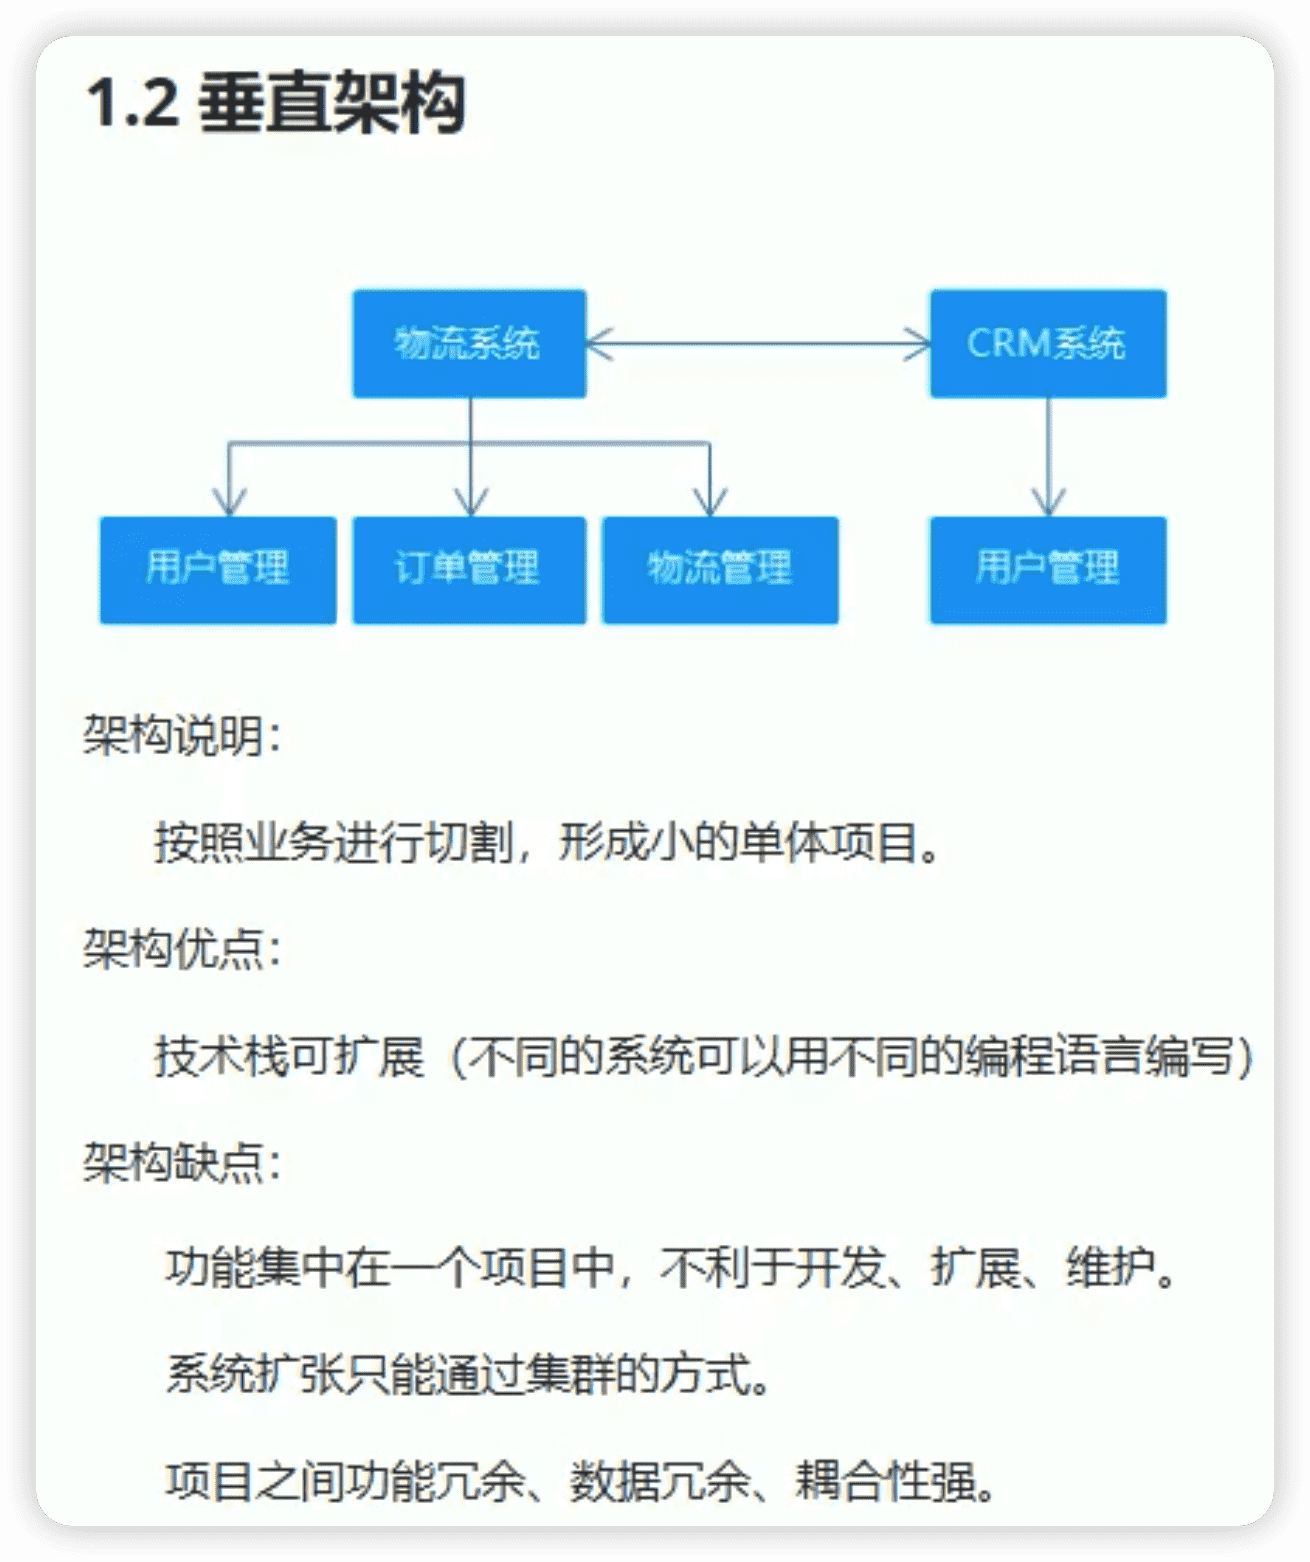 1.2 垂直架构
物流系统
CRM系统
用户管理
订单管理
物流管理
用户管理
架构说明：
按照业务进行切割，形成小的单体项目。
架构优点：
技术栈可扩展（不同的系统可以用不同的编程语言编写）
架构缺点：
功能集中在一个项目中，不利于开发、扩展、维护。
系统扩张只能通过集群的方式。
项目之间功能冗余、数据冗余、耦合性强。